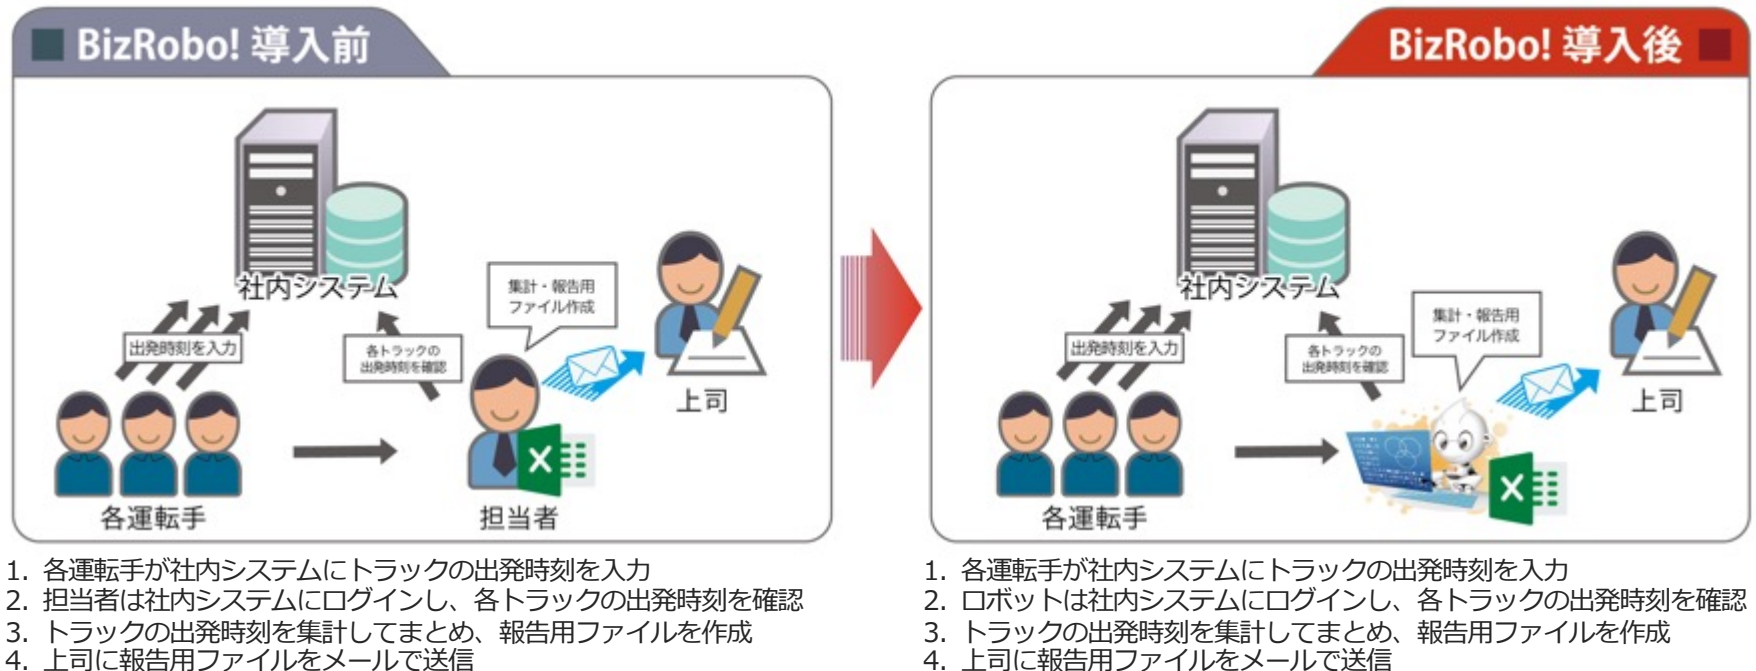 BizRobo! 導入前
社内システム
集計・報告用
ファイル作成
出発時刻を入力
各トラックの
出発時刻を確認
上司
各運転手
担当者
1. 各運転手が社内システムにトラックの出発時刻を入力
2. 担当者は社内システムにログインし、各トラックの出発時刻を確認
3. トラックの出発時刻を集計してまとめ、報告用ファイルを作成
4. 上司に報告用ファイルをメールで送信
BizRobo! 導入後
社内システム
集計・報告用
ファイル作成
出発時刻を入力
各トラックの
出発時刻を確認
上司
各運転手
1. 各運転手が社内システムにトラックの出発時刻を入力
2. ロボットは社内システムにログインし、各トラックの出発時刻を確認
3. トラックの出発時刻を集計してまとめ、報告用ファイルを作成
4. 上司に報告用ファイルをメールで送信